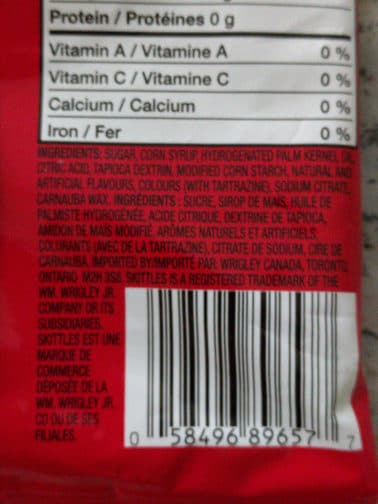 Protein / Protéines 0 g
Vitamin A / Vitamine A 0 %
Vitamin C / Vitamine C 0 %
Calcium / Calcium 0 %
Iron / Fer 0 %
INGREDIENTS: SUGAR, CORN SYRUP, HYDROGENATED PALM KERNEL OIL,
CITRIC ACID, TAPIOCA DEXTRIN, MODIFIED CORN STARCH, NATURAL AND
ARTIFICIAL FLAVOURS, COLOURS (WITH TARTRAZINE), SODIUM CITRATE,
CARNAUBA WAX. INGRÉDIENTS : SUCRE, SIROP DE MAÏS, HUILE DE
PALMISTE HYDROGÉNÉE, ACIDE CITRIQUE, DEXTRINE DE TAPIOCA,
AMIDON DE MAÏS MODIFIÉ, ARÔMES NATURELS ET ARTIFICIELS,
COLORANTS (AVEC DE LA TARTRAZINE), CITRATE DE SODIUM, CIRE DE
CARNAUBA. IMPORTED BY/IMPORTÉ PAR WRIGLEY CANADA, TORONTO,
ONTARIO M2H 3S8 SKITTLES IS A REGISTERED TRADEMARK OF THE
WM. WRIGLEY JR.
COMPANY OR ITS
SUBSIDIARIES.
SKITTLES EST UNE
MARQUE DE
COMMERCE
DÉPOSÉE DE LA
WM. WRIGLEY JR.
CO OU DE SES
FILIALES.
0 58496 89657 7